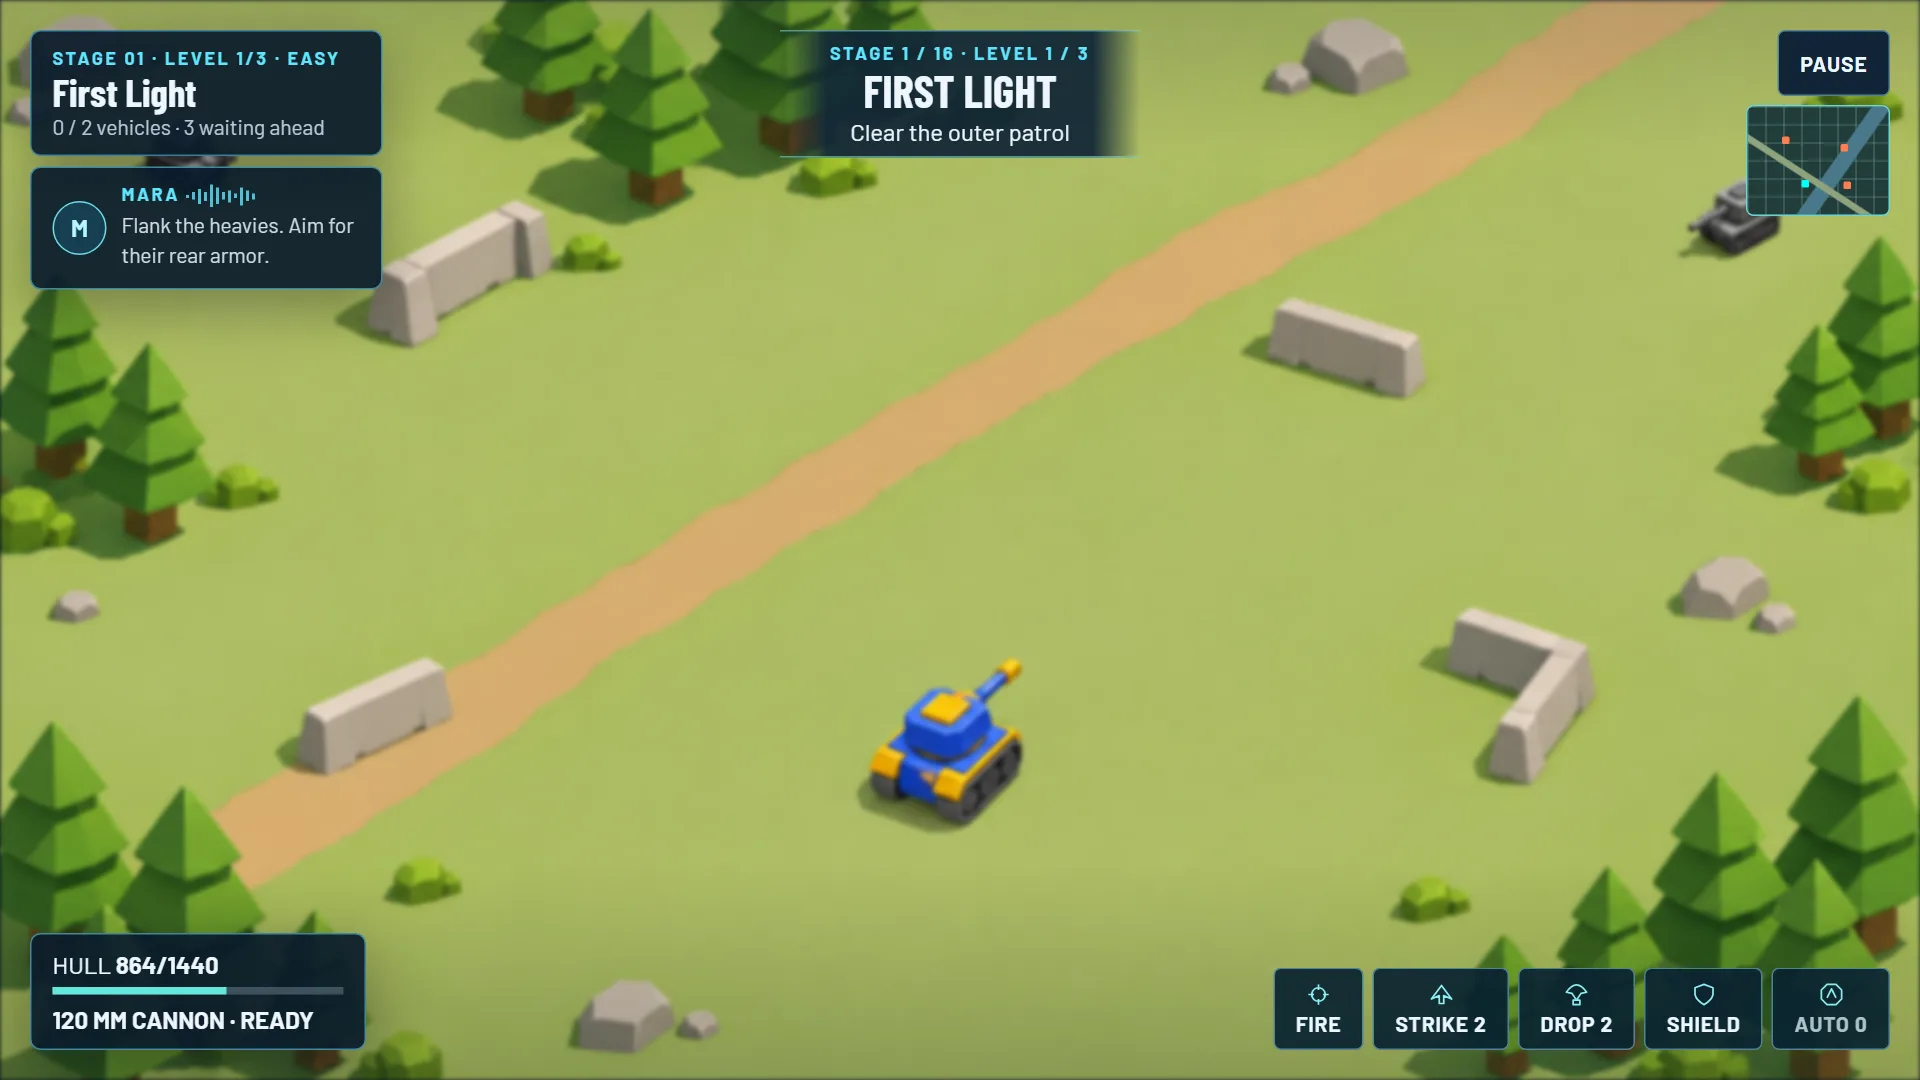 STAGE 01 · LEVEL 1/3 · EASY
First Light
0 / 2 vehicles · 3 waiting ahead
MARA
M
Flank the heavies. Aim for
their rear armor.
STAGE 1 / 16 · LEVEL 1 / 3
FIRST LIGHT
Clear the outer patrol
PAUSE
HULL 864/1440
120 MM CANNON · READY
FIRE
STRIKE 2
DROP 2
SHIELD
AUTO 0